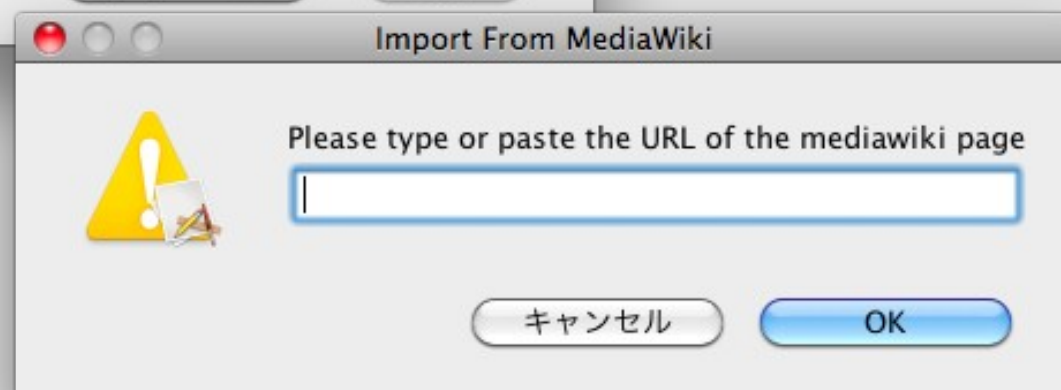 Import From MediaWiki
Please type or paste the URL of the mediawiki page
キャンセル OK